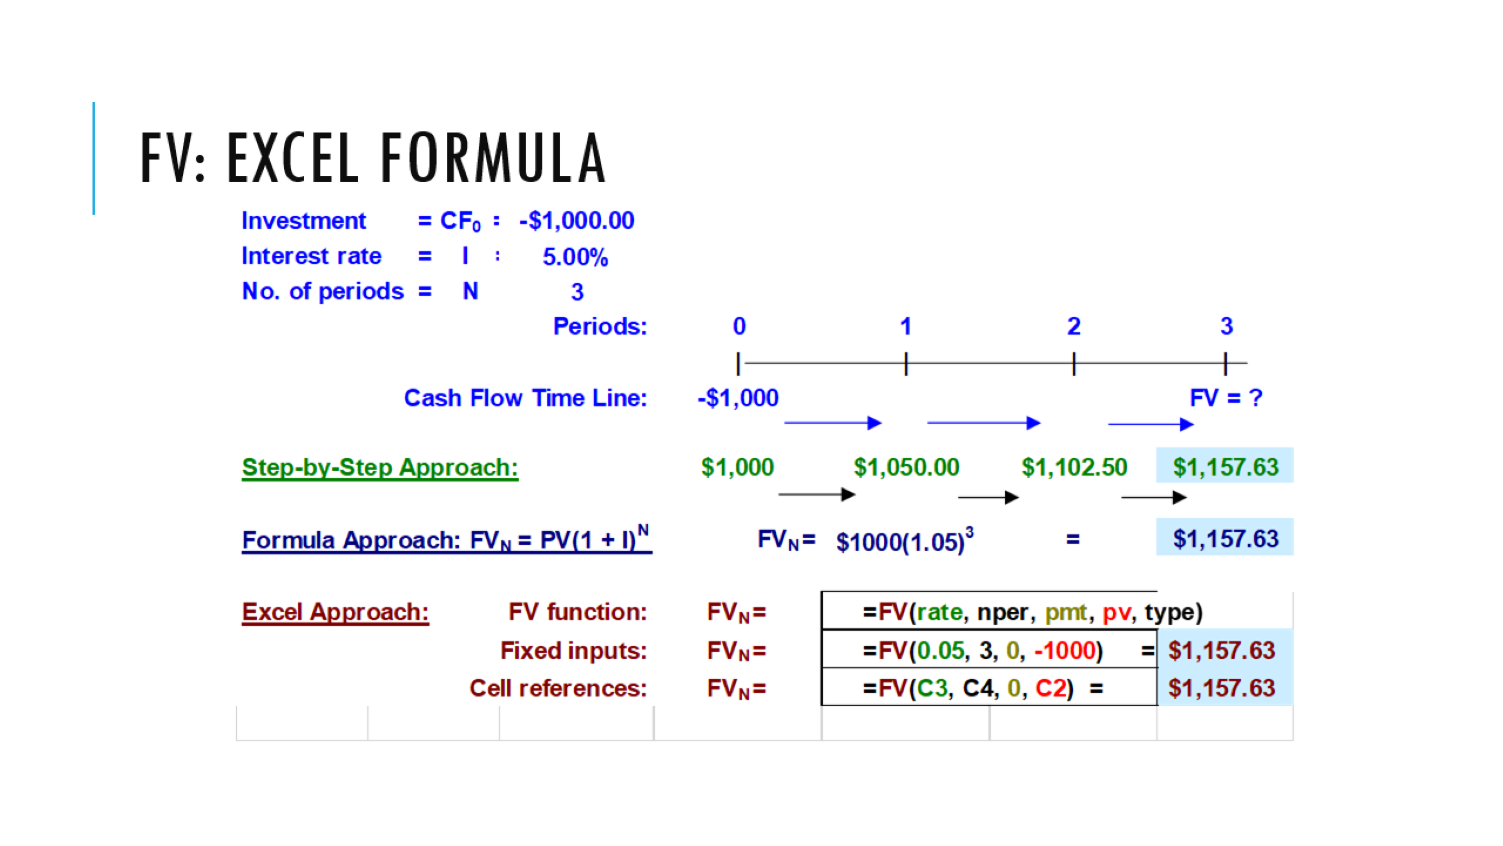 FV: EXCEL FORMULA
Investment = CF0 = -$1,000.00
Interest rate = I = 5.00%
No. of periods = N 3
Periods: 0 1 2 3
Cash Flow Time Line: -$1,000 FV = ?
Step-by-Step Approach: $1,000 $1,050.00 $1,102.50 $1,157.63
Formula Approach: FVN = PV(1 + I)N FVN= $1000(1.05)3 = $1,157.63
Excel Approach: FV function: FVN= =FV(rate, nper, pmt, pv, type)
Fixed inputs: FVN= =FV(0.05, 3, 0, -1000) = $1,157.63
Cell references: FVN= =FV(C3, C4, 0, C2) = $1,157.63